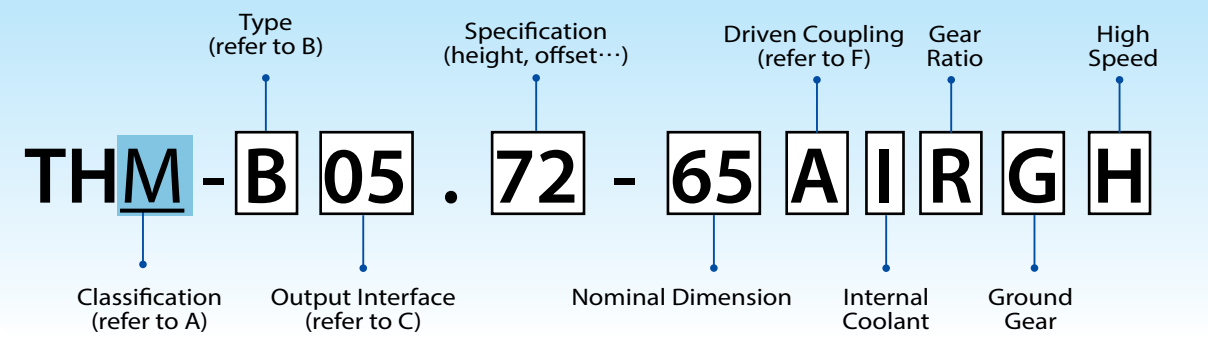 Type
(refer to B)
Specification
(height, offset…)
Driven Coupling
(refer to F)
Gear
Ratio
High
Speed
THM - B 05 . 72 - 65 A I R G H
Classification
(refer to A)
Output Interface
(refer to C)
Nominal Dimension
Internal
Coolant
Ground
Gear